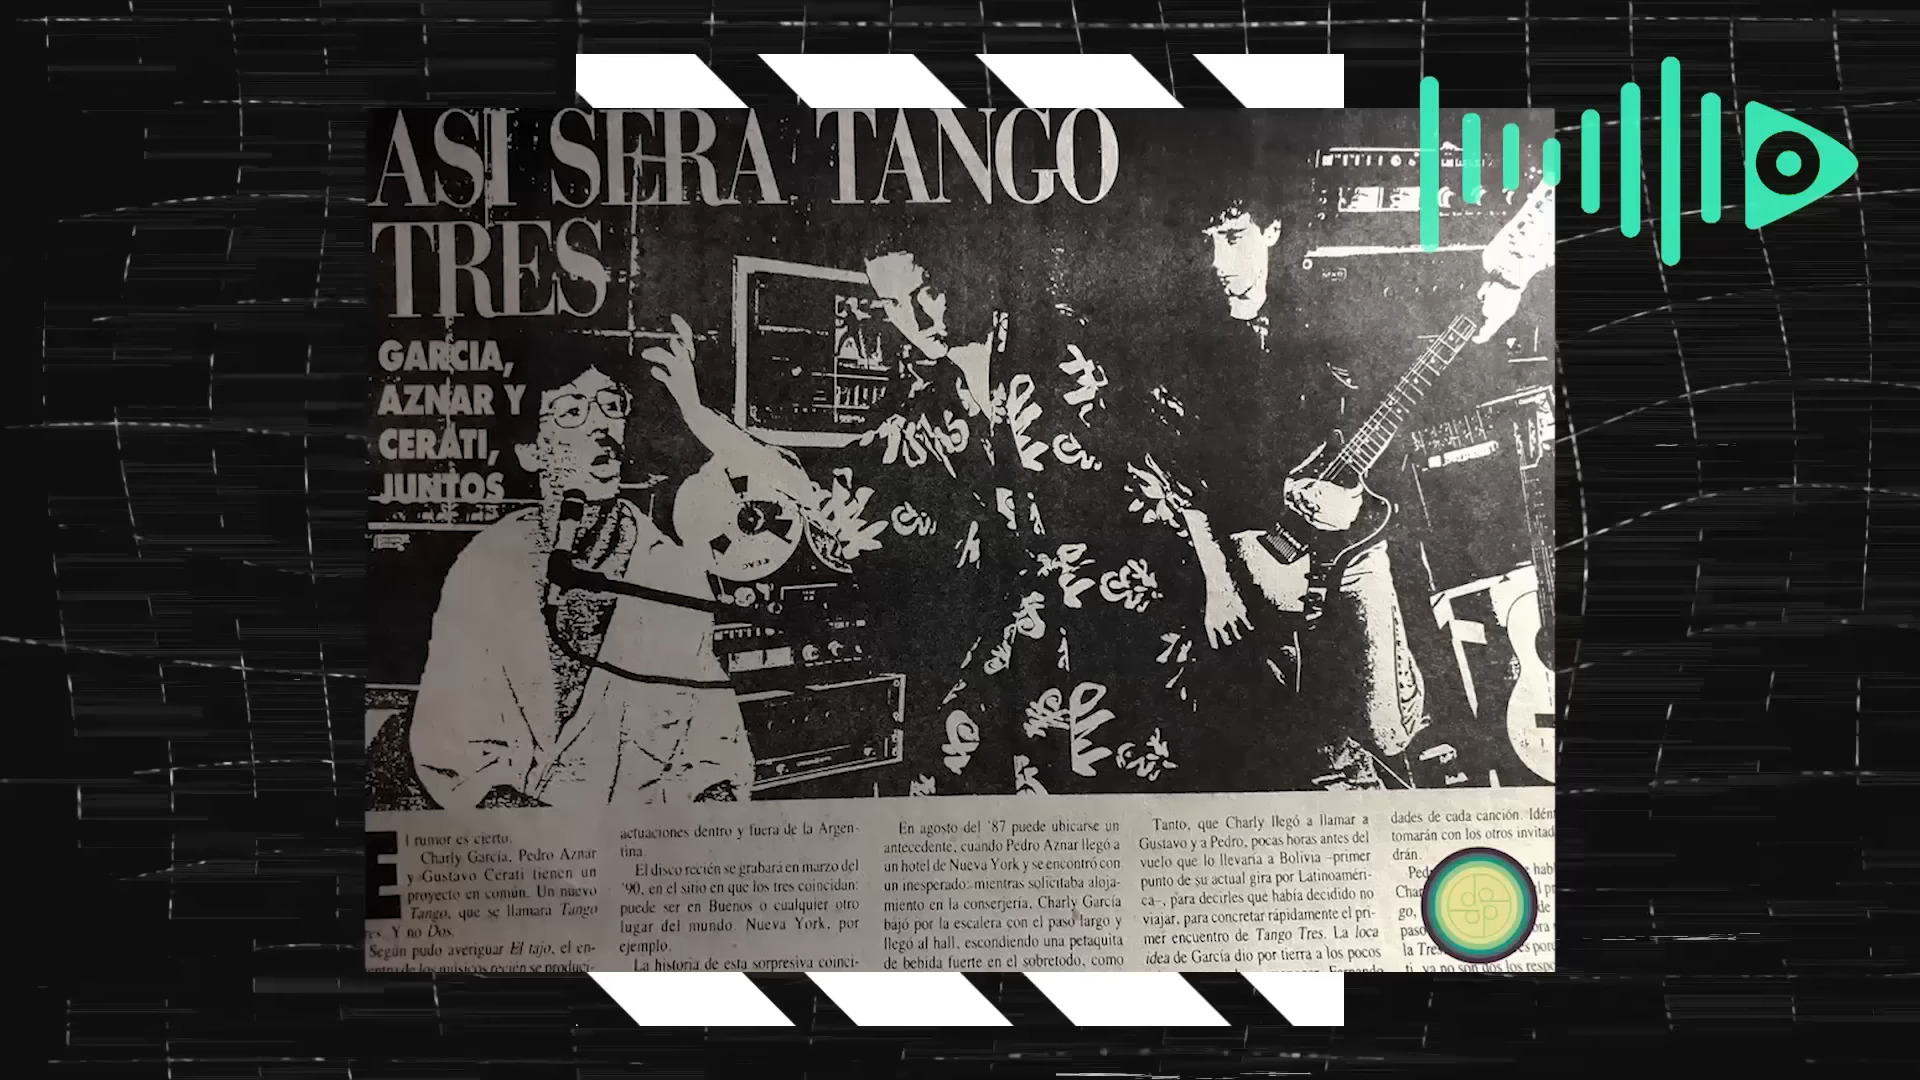 ASI SERA TANGO
TRES
GARCIA,
AZNAR Y
CERATI,
JUNTOS
TEAC
El rumor es cierto.
Charly García, Pedro Aznar
y Gustavo Cerati tienen un
proyecto en común. Un nuevo
Tango, que se llamará Tango
Tres. Y no Dos.
Según pudo averiguar El tajo, el en-
de los músicos recién se produci-
actuaciones dentro y fuera de la Argen-
tina.
El disco recién se grabará en marzo del
'90, en el sitio en que los tres coincidan:
puede ser en Buenos o cualquier otro
lugar del mundo. Nueva York, por
ejemplo.
La historia de esta sorpresiva coinci-
En agosto del '87 puede ubicarse un
antecedente, cuando Pedro Aznar llegó a
un hotel de Nueva York y se encontró con
un inesperado: mientras solicitaba aloja-
miento en la conserjería, Charly García
bajó por la escalera con el paso largo y
llegó al hall, escondiendo una petaquita
de bebida fuerte en el sobretodo, como
Tanto, que Charly llegó a llamar a
Gustavo y a Pedro, pocas horas antes del
vuelo que lo llevaría a Bolivia –primer
punto de su actual gira por Latinoaméri-
ca–, para decirles que había decidido no
viajar, para concretar rápidamente el pri-
mer encuentro de Tango Tres. La loca
idea de García dio por tierra a los pocos
dades de cada canción. Idén
tomarán con los otros invitad
drán.